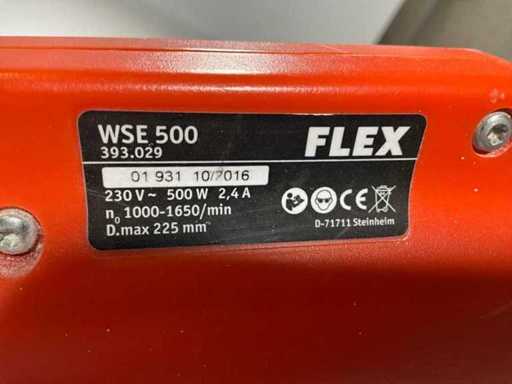 WSE 500
393.029
FLEX
01 931 10/2016
230 V~ 500 W 2,4 A
n₀ 1000-1650/min
D.max 225 mm
CE
D-71711 Steinheim